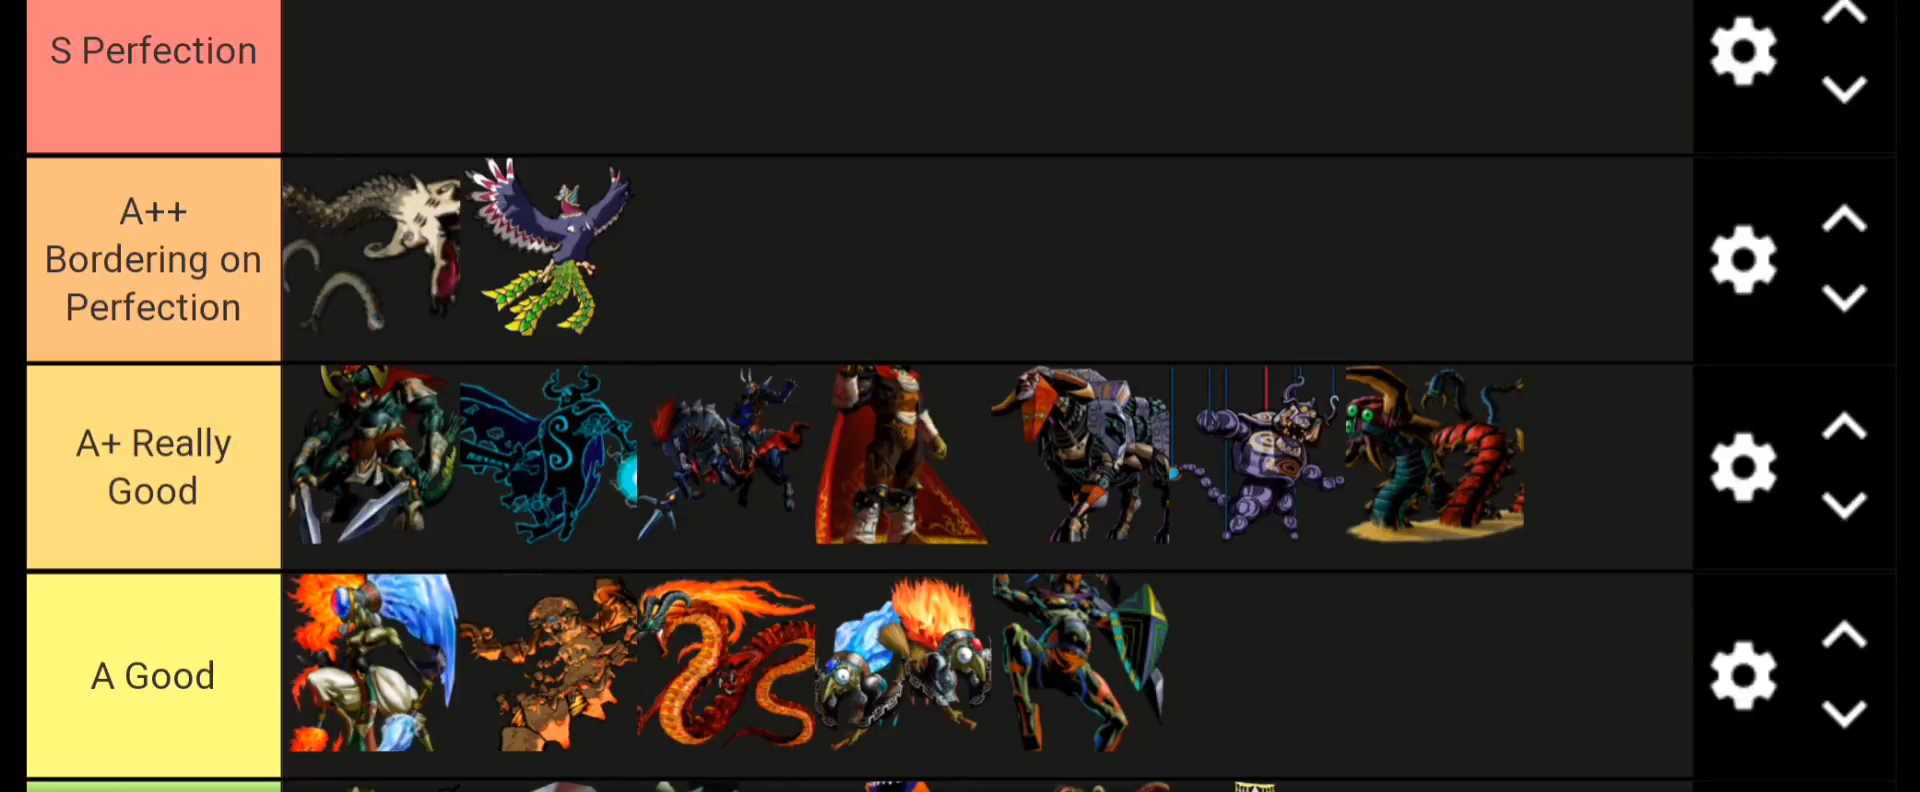 S Perfection
A++
Bordering on
Perfection
A+ Really
Good
A Good